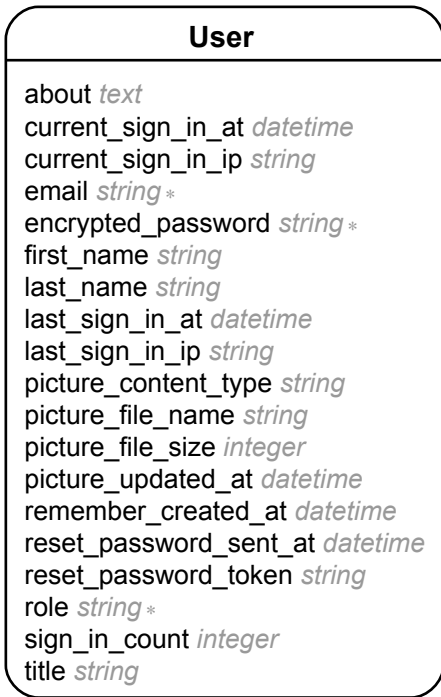 User
about text
current_sign_in_at datetime
current_sign_in_ip string
email string *
encrypted_password string *
first_name string
last_name string
last_sign_in_at datetime
last_sign_in_ip string
picture_content_type string
picture_file_name string
picture_file_size integer
picture_updated_at datetime
remember_created_at datetime
reset_password_sent_at datetime
reset_password_token string
role string *
sign_in_count integer
title string